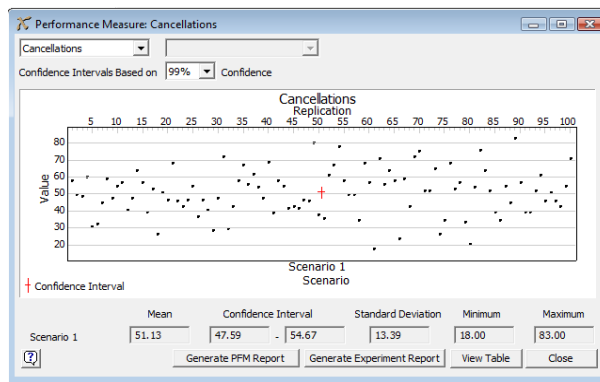 Performance Measure: Cancellations
Cancellations
Confidence Intervals Based on 99% Confidence
Cancellations
Replication
5 10 15 20 25 30 35 40 45 50 55 60 65 70 75 80 85 90 95 100
Value
80
70
60
50
40
30
20
Scenario 1
Scenario
Confidence Interval
Mean Confidence Interval Standard Deviation Minimum Maximum
Scenario 1 51.13 47.59 - 54.67 13.39 18.00 83.00
? Generate PFM Report Generate Experiment Report View Table Close